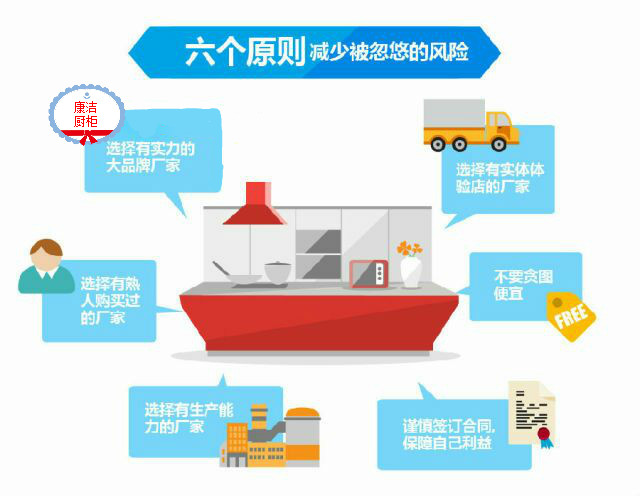 六个原则减少被忽悠的风险
康洁
厨柜
选择有实力的
大品牌厂家
选择有实体体
验店的厂家
选择有熟
人购买过
的厂家
不要贪图
便宜
FREE
选择有生产能
力的厂家
谨慎签订合同,
保障自己利益